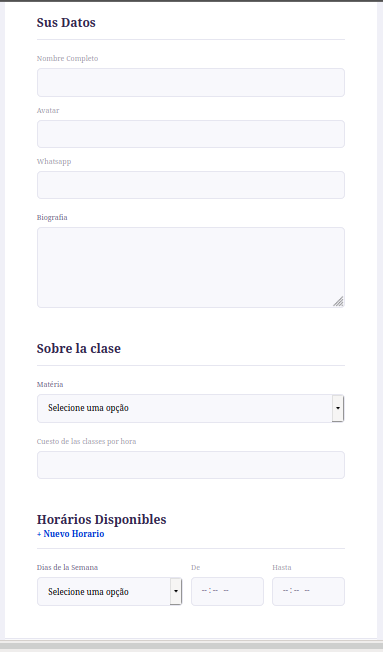 Sus Datos
Nombre Completo
Avatar
Whatsapp
Biografia
Sobre la clase
Matéria
Selecione uma opção
Cuesto de las classes por hora
Horários Disponibles
+ Nuevo Horario
Días de la Semana De Hasta
Selecione uma opção --:-- -- --:-- --